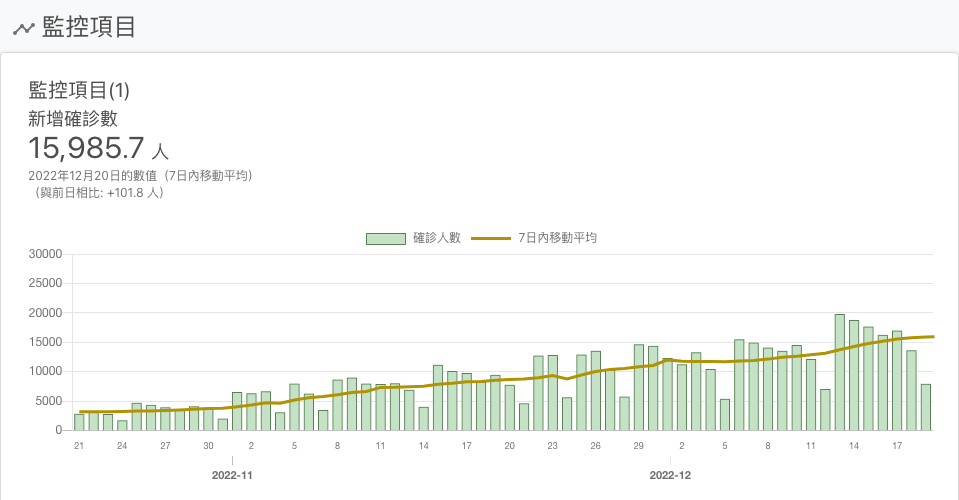 監控項目
監控項目(1)
新增確診數
15,985.7 人
2022年12月20日的數值（7日內移動平均）
（與前日相比: +101.8 人）
確診人數 7日內移動平均
30000
25000
20000
15000
10000
5000
0
21 24 27 30 2 5 8 11 14 17 20 23 26 29 2 5 8 11 14 17
2022-11 2022-12